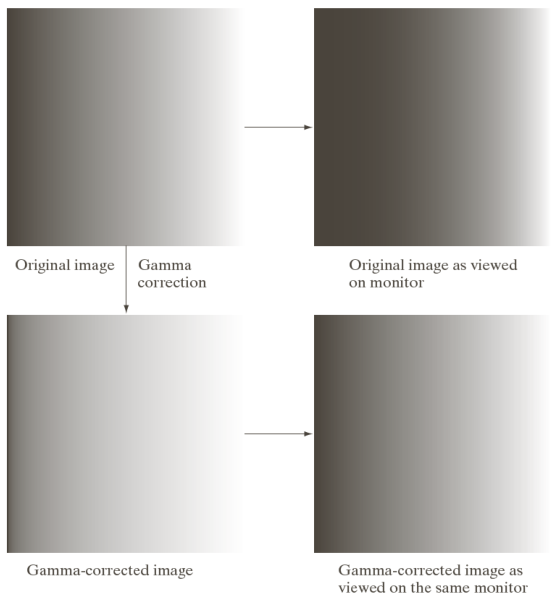 Original image
Gamma
correction
Original image as viewed
on monitor
Gamma-corrected image
Gamma-corrected image as
viewed on the same monitor